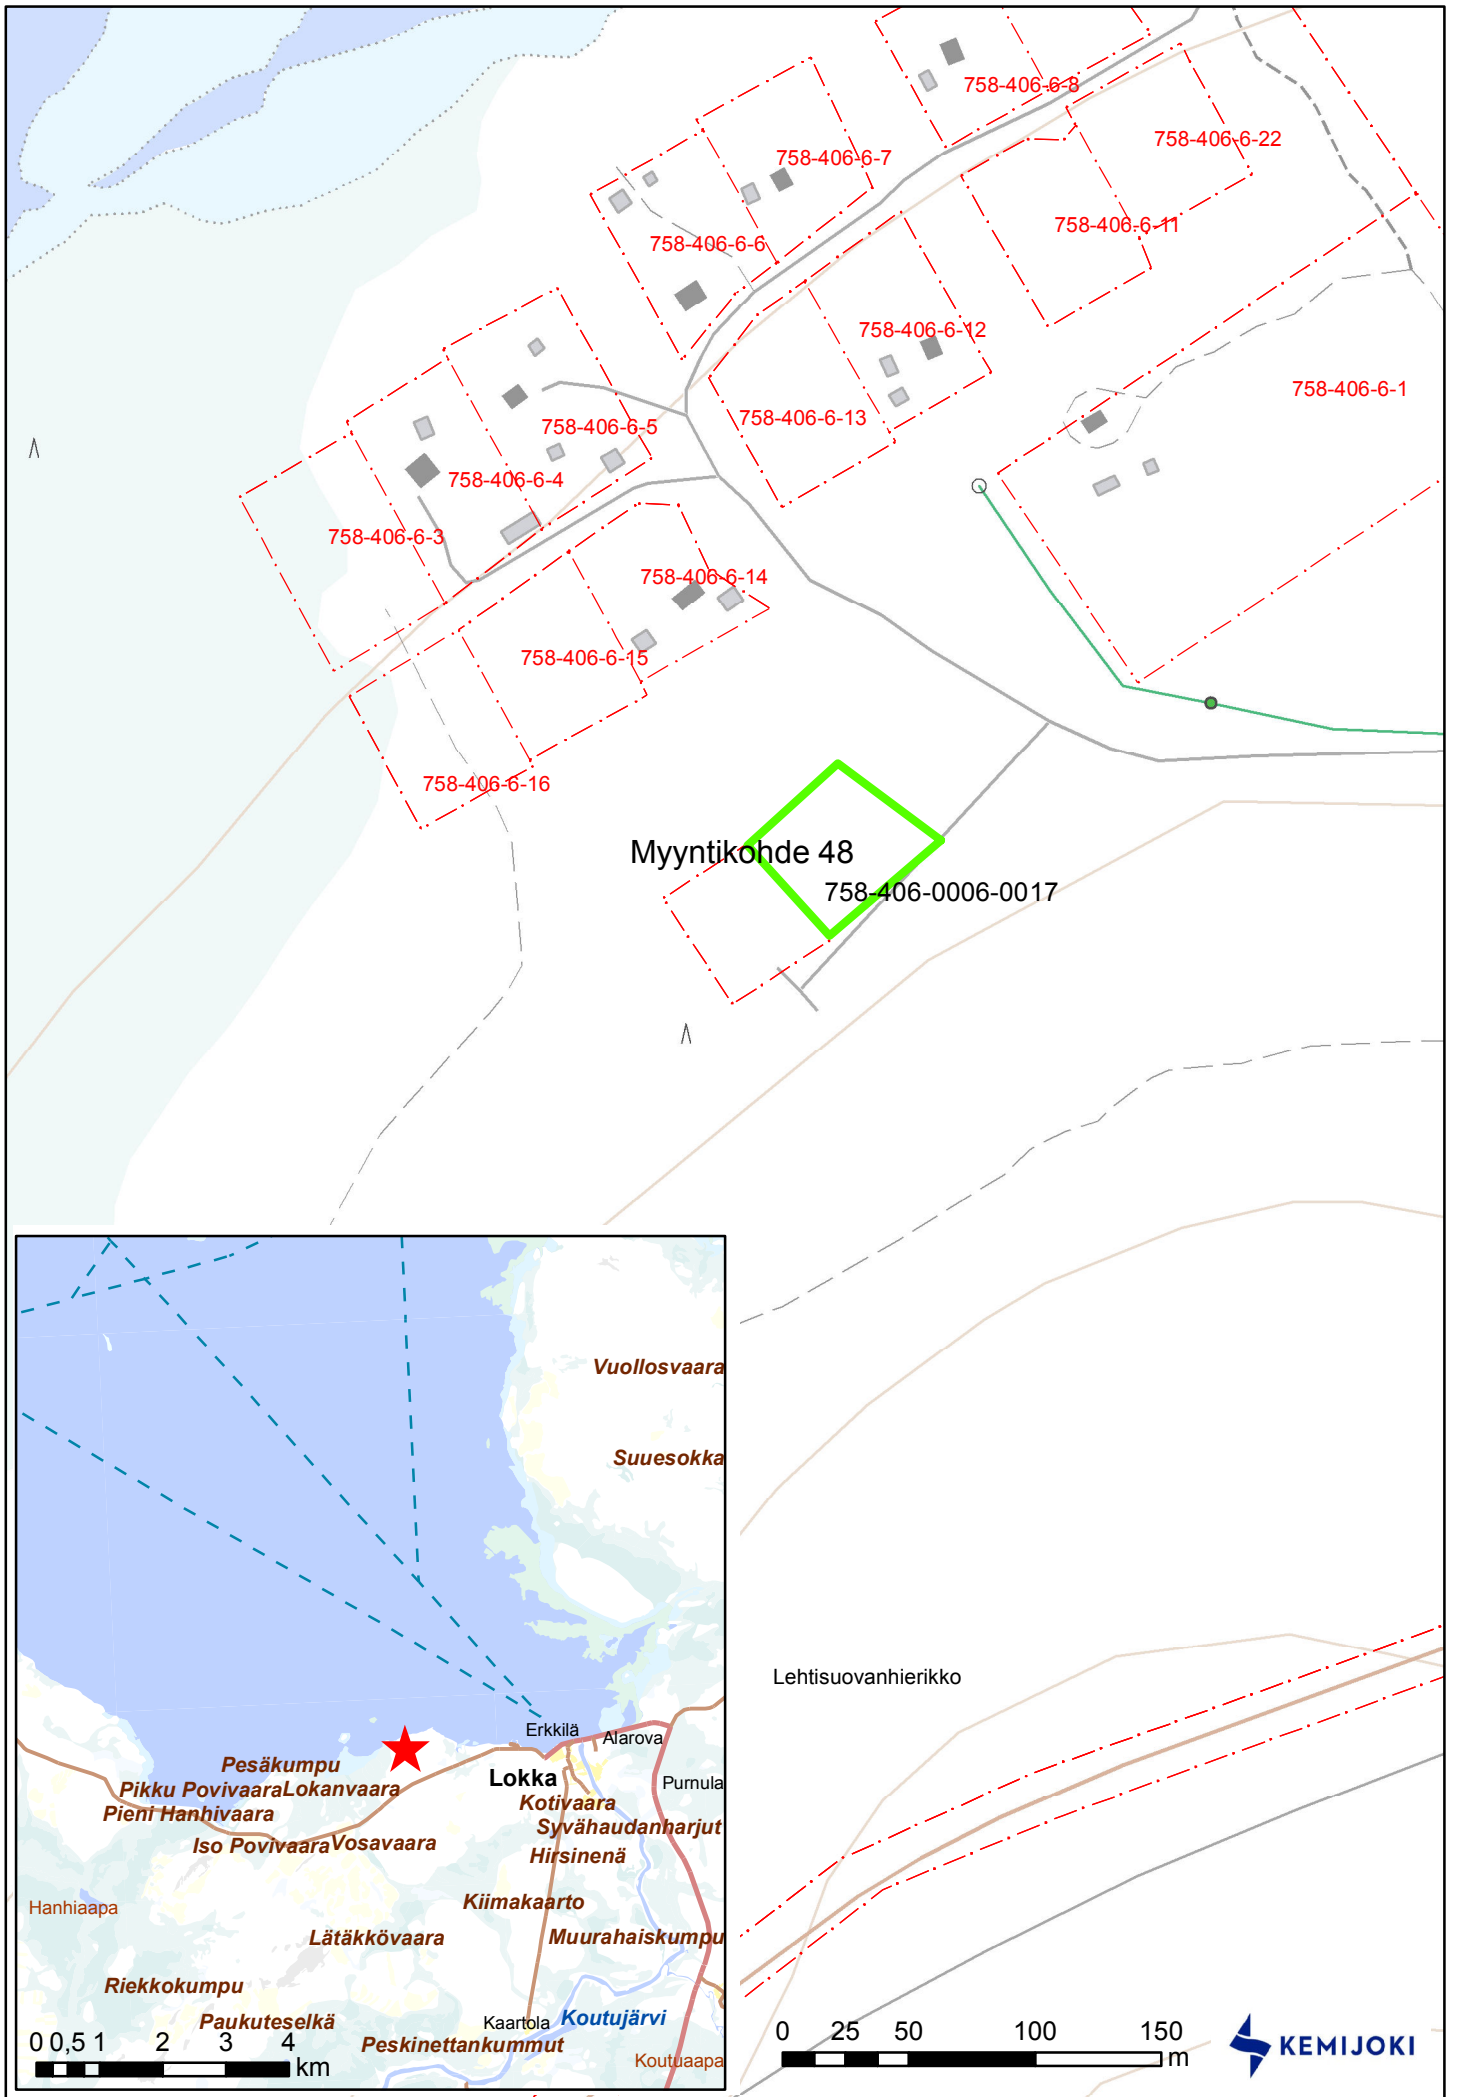 758-406-6-8
758-406-6-22
758-406-6-7
758-406-6-11
758-406-6-6
758-406-6-12
758-406-6-1
758-406-6-13
758-406-6-5
758-406-6-4
758-406-6-3
758-406-6-14
758-406-6-15
758-406-6-16
Myyntikohde 48
758-406-0006-0017
Lehtisuovanhierikko
Vuollosvaara
Suuesokka
Erkkilä
Alarova
Pesäkumpu
Lokka
Purnula
Pikku Povivaara
Lokanvaara
Kotivaara
Pieni Hanhivaara
Syvähaudanharjut
Iso Povivaara
Vosavaara
Hirsinenä
Kiimakaarto
Hanhiaapa
Lätäkkövaara
Muurahaiskumpu
Riekkokumpu
Paukuteselkä
Kaartola
Koutujärvi
Peskinettankummut
Koutuaapa
0 0,5 1 2 3 4
km
0 25 50 100 150
m
KEMIJOKI